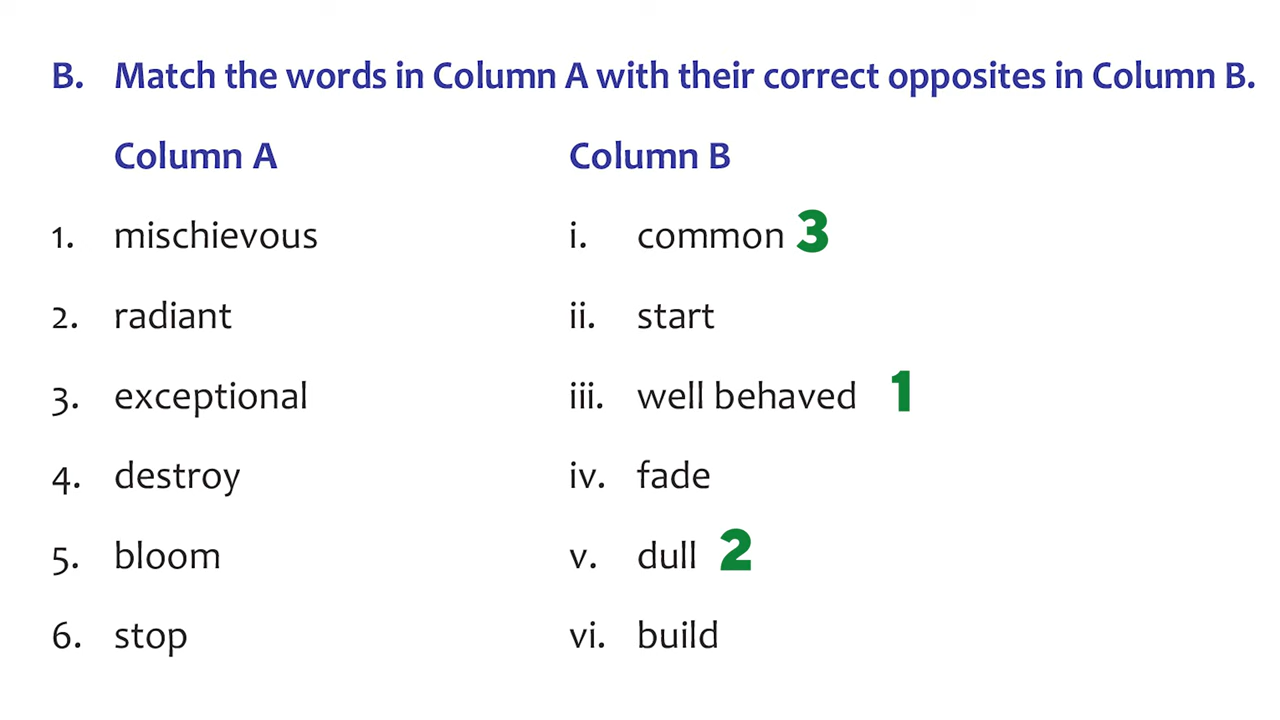 B. Match the words in Column A with their correct opposites in Column B.
Column A Column B
1. mischievous i. common 3
2. radiant ii. start
3. exceptional iii. well behaved 1
4. destroy iv. fade
5. bloom v. dull 2
6. stop vi. build